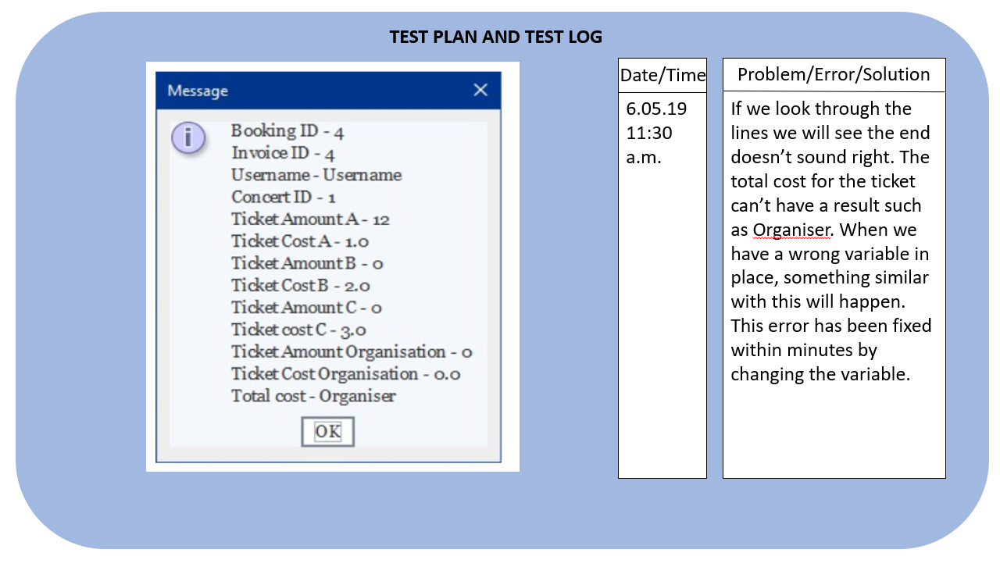 TEST PLAN AND TEST LOG
Message
i
Booking ID - 4
Invoice ID - 4
Username - Username
Concert ID - 1
Ticket Amount A - 12
Ticket Cost A - 1.0
Ticket Amount B - 0
Ticket Cost B - 2.0
Ticket Amount C - 0
Ticket cost C - 3.0
Ticket Amount Organisation - 0
Ticket Cost Organisation - 0.0
Total cost - Organiser
OK
Date/Time
6.05.19
11:30
a.m.
Problem/Error/Solution
If we look through the
lines we will see the end
doesn’t sound right. The
total cost for the ticket
can’t have a result such
as Organiser. When we
have a wrong variable in
place, something similar
with this will happen.
This error has been fixed
within minutes by
changing the variable.